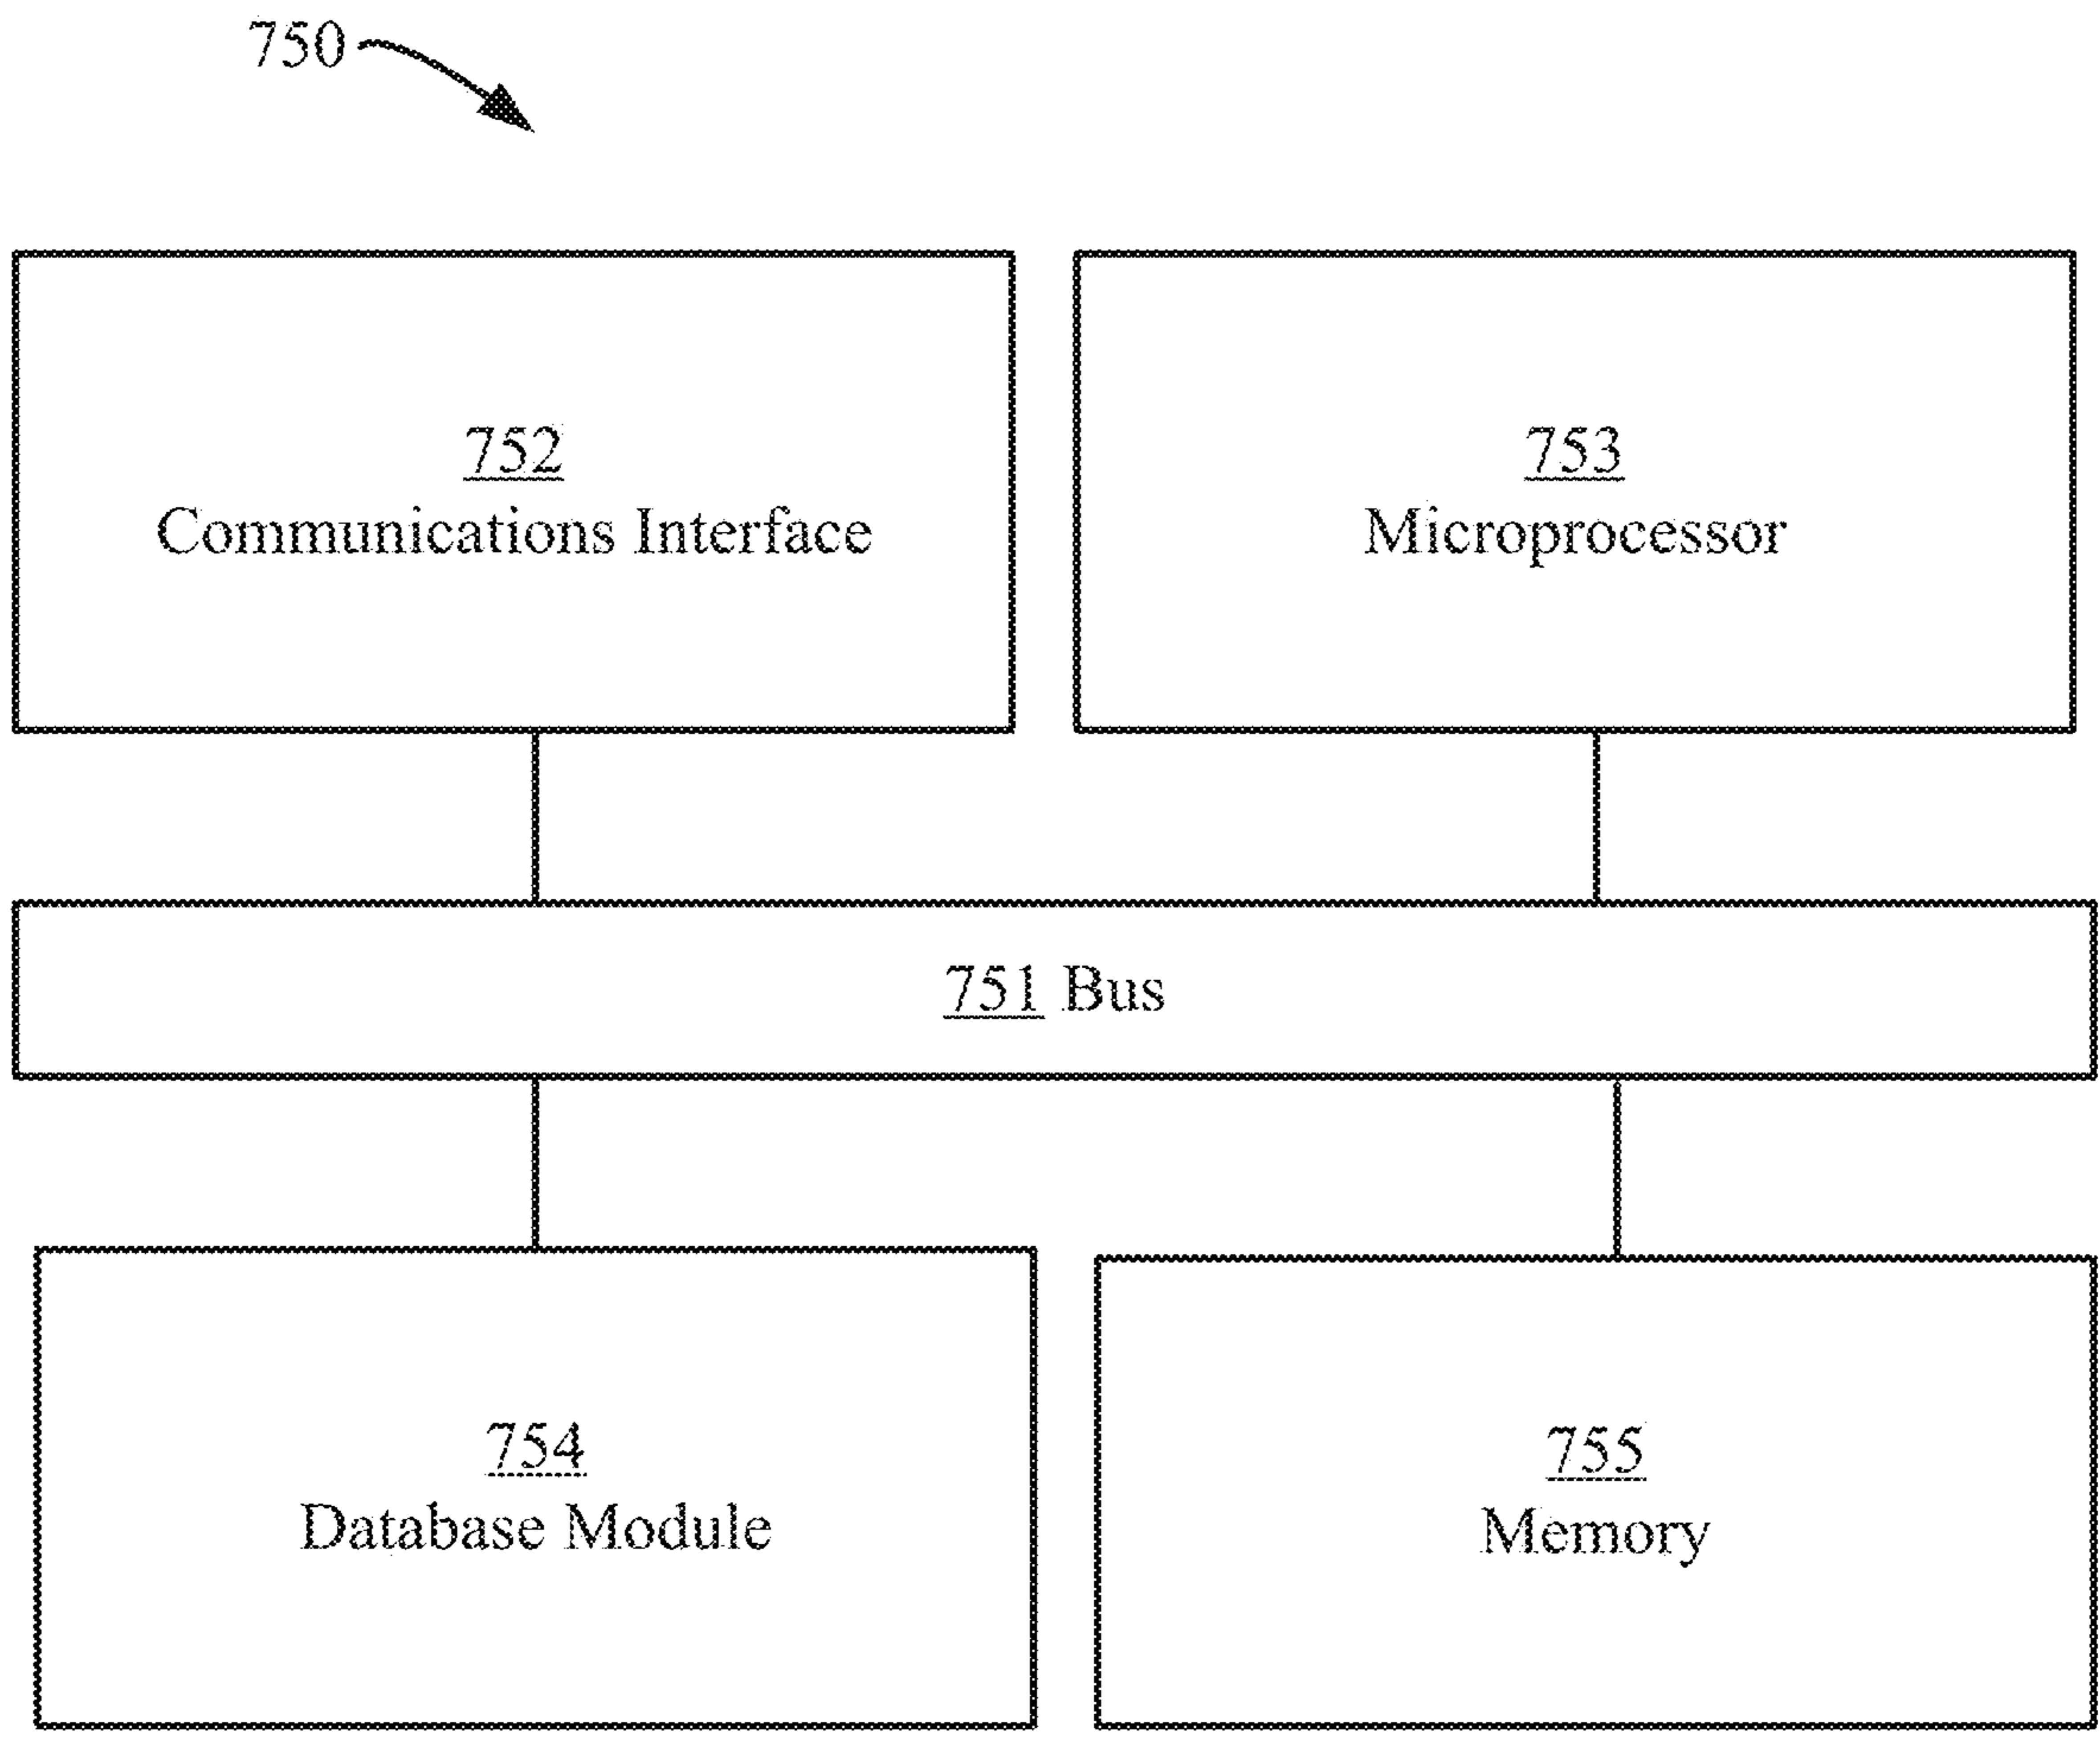 750
752
Communications Interface
753
Microprocessor
751 Bus
754
Database Module
755
Memory